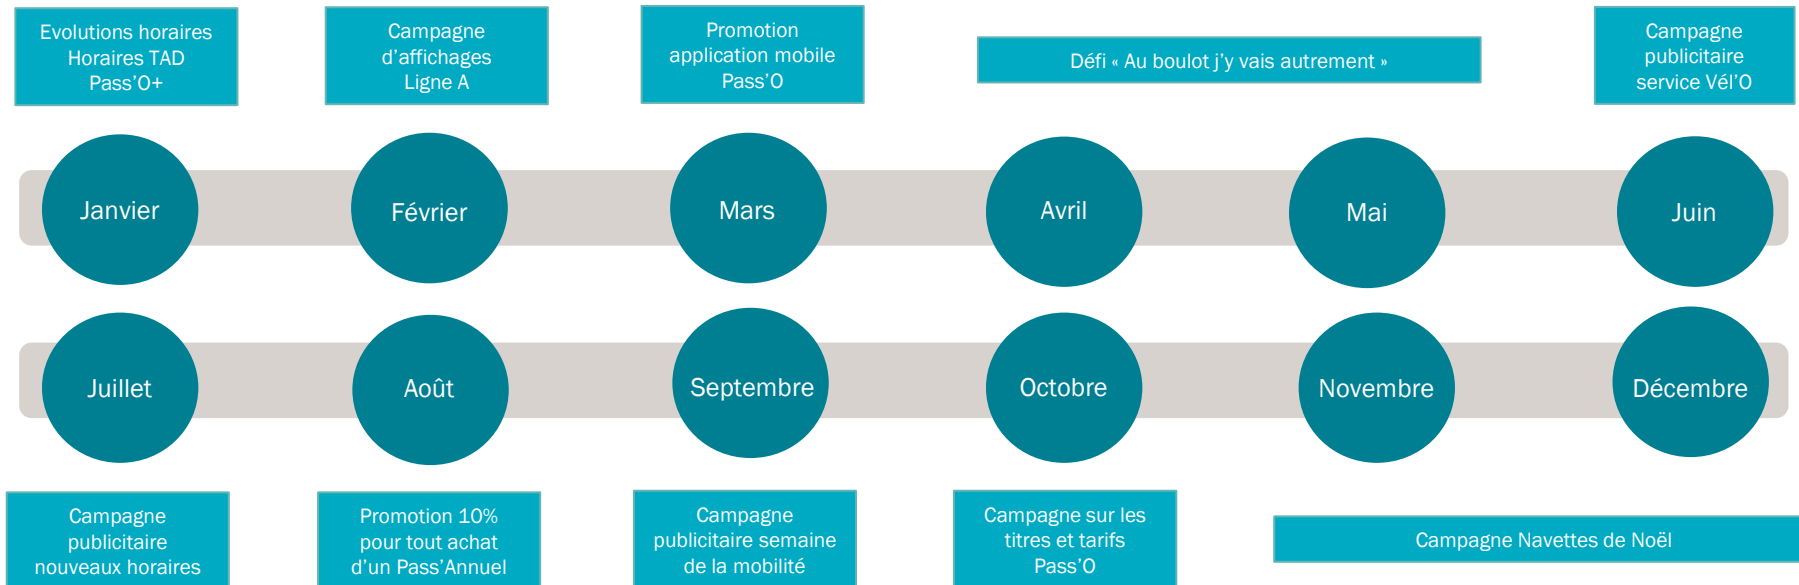 Evolutions horaires
Horaires TAD
Pass'O+
Campagne
d'affichages
Ligne A
Promotion
application mobile
Pass'O
Défi « Au boulot j'y vais autrement »
Campagne
publicitaire
service Vél'O
Janvier
Février
Mars
Avril
Mai
Juin
Juillet
Août
Septembre
Octobre
Novembre
Décembre
Campagne
publicitaire
nouveaux horaires
Promotion 10%
pour tout achat
d'un Pass'Annuel
Campagne
publicitaire semaine
de la mobilité
Campagne sur les
titres et tarifs
Pass'O
Campagne Navettes de Noël